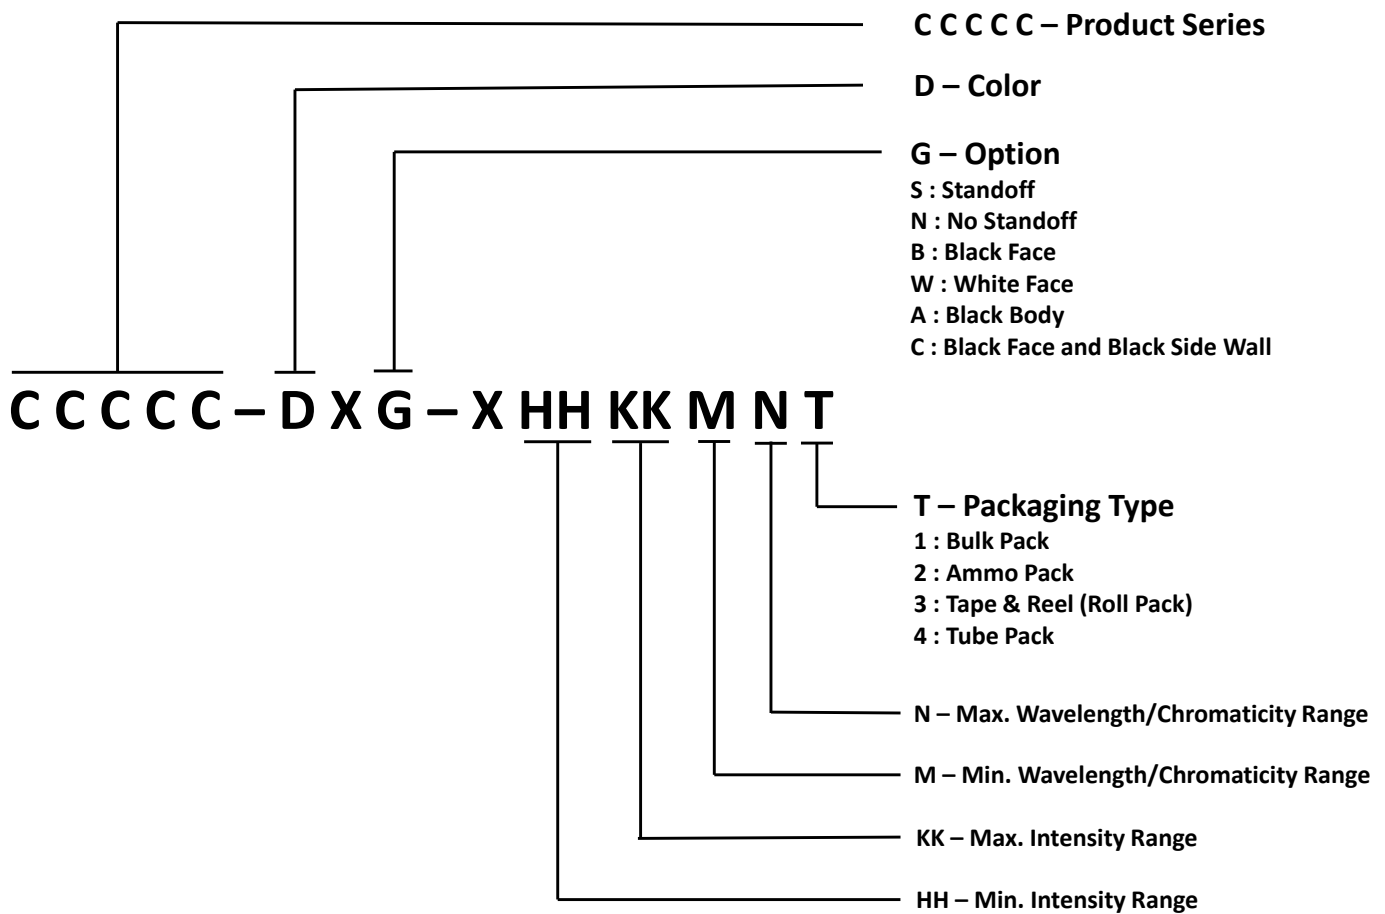 C C C C C – Product Series
D – Color
G – Option
S : Standoff
N : No Standoff
B : Black Face
W : White Face
A : Black Body
C : Black Face and Black Side Wall
C C C C C – D X G – X HH KK M N T
T – Packaging Type
1 : Bulk Pack
2 : Ammo Pack
3 : Tape & Reel (Roll Pack)
4 : Tube Pack
N – Max. Wavelength/Chromaticity Range
M – Min. Wavelength/Chromaticity Range
KK – Max. Intensity Range
HH – Min. Intensity Range